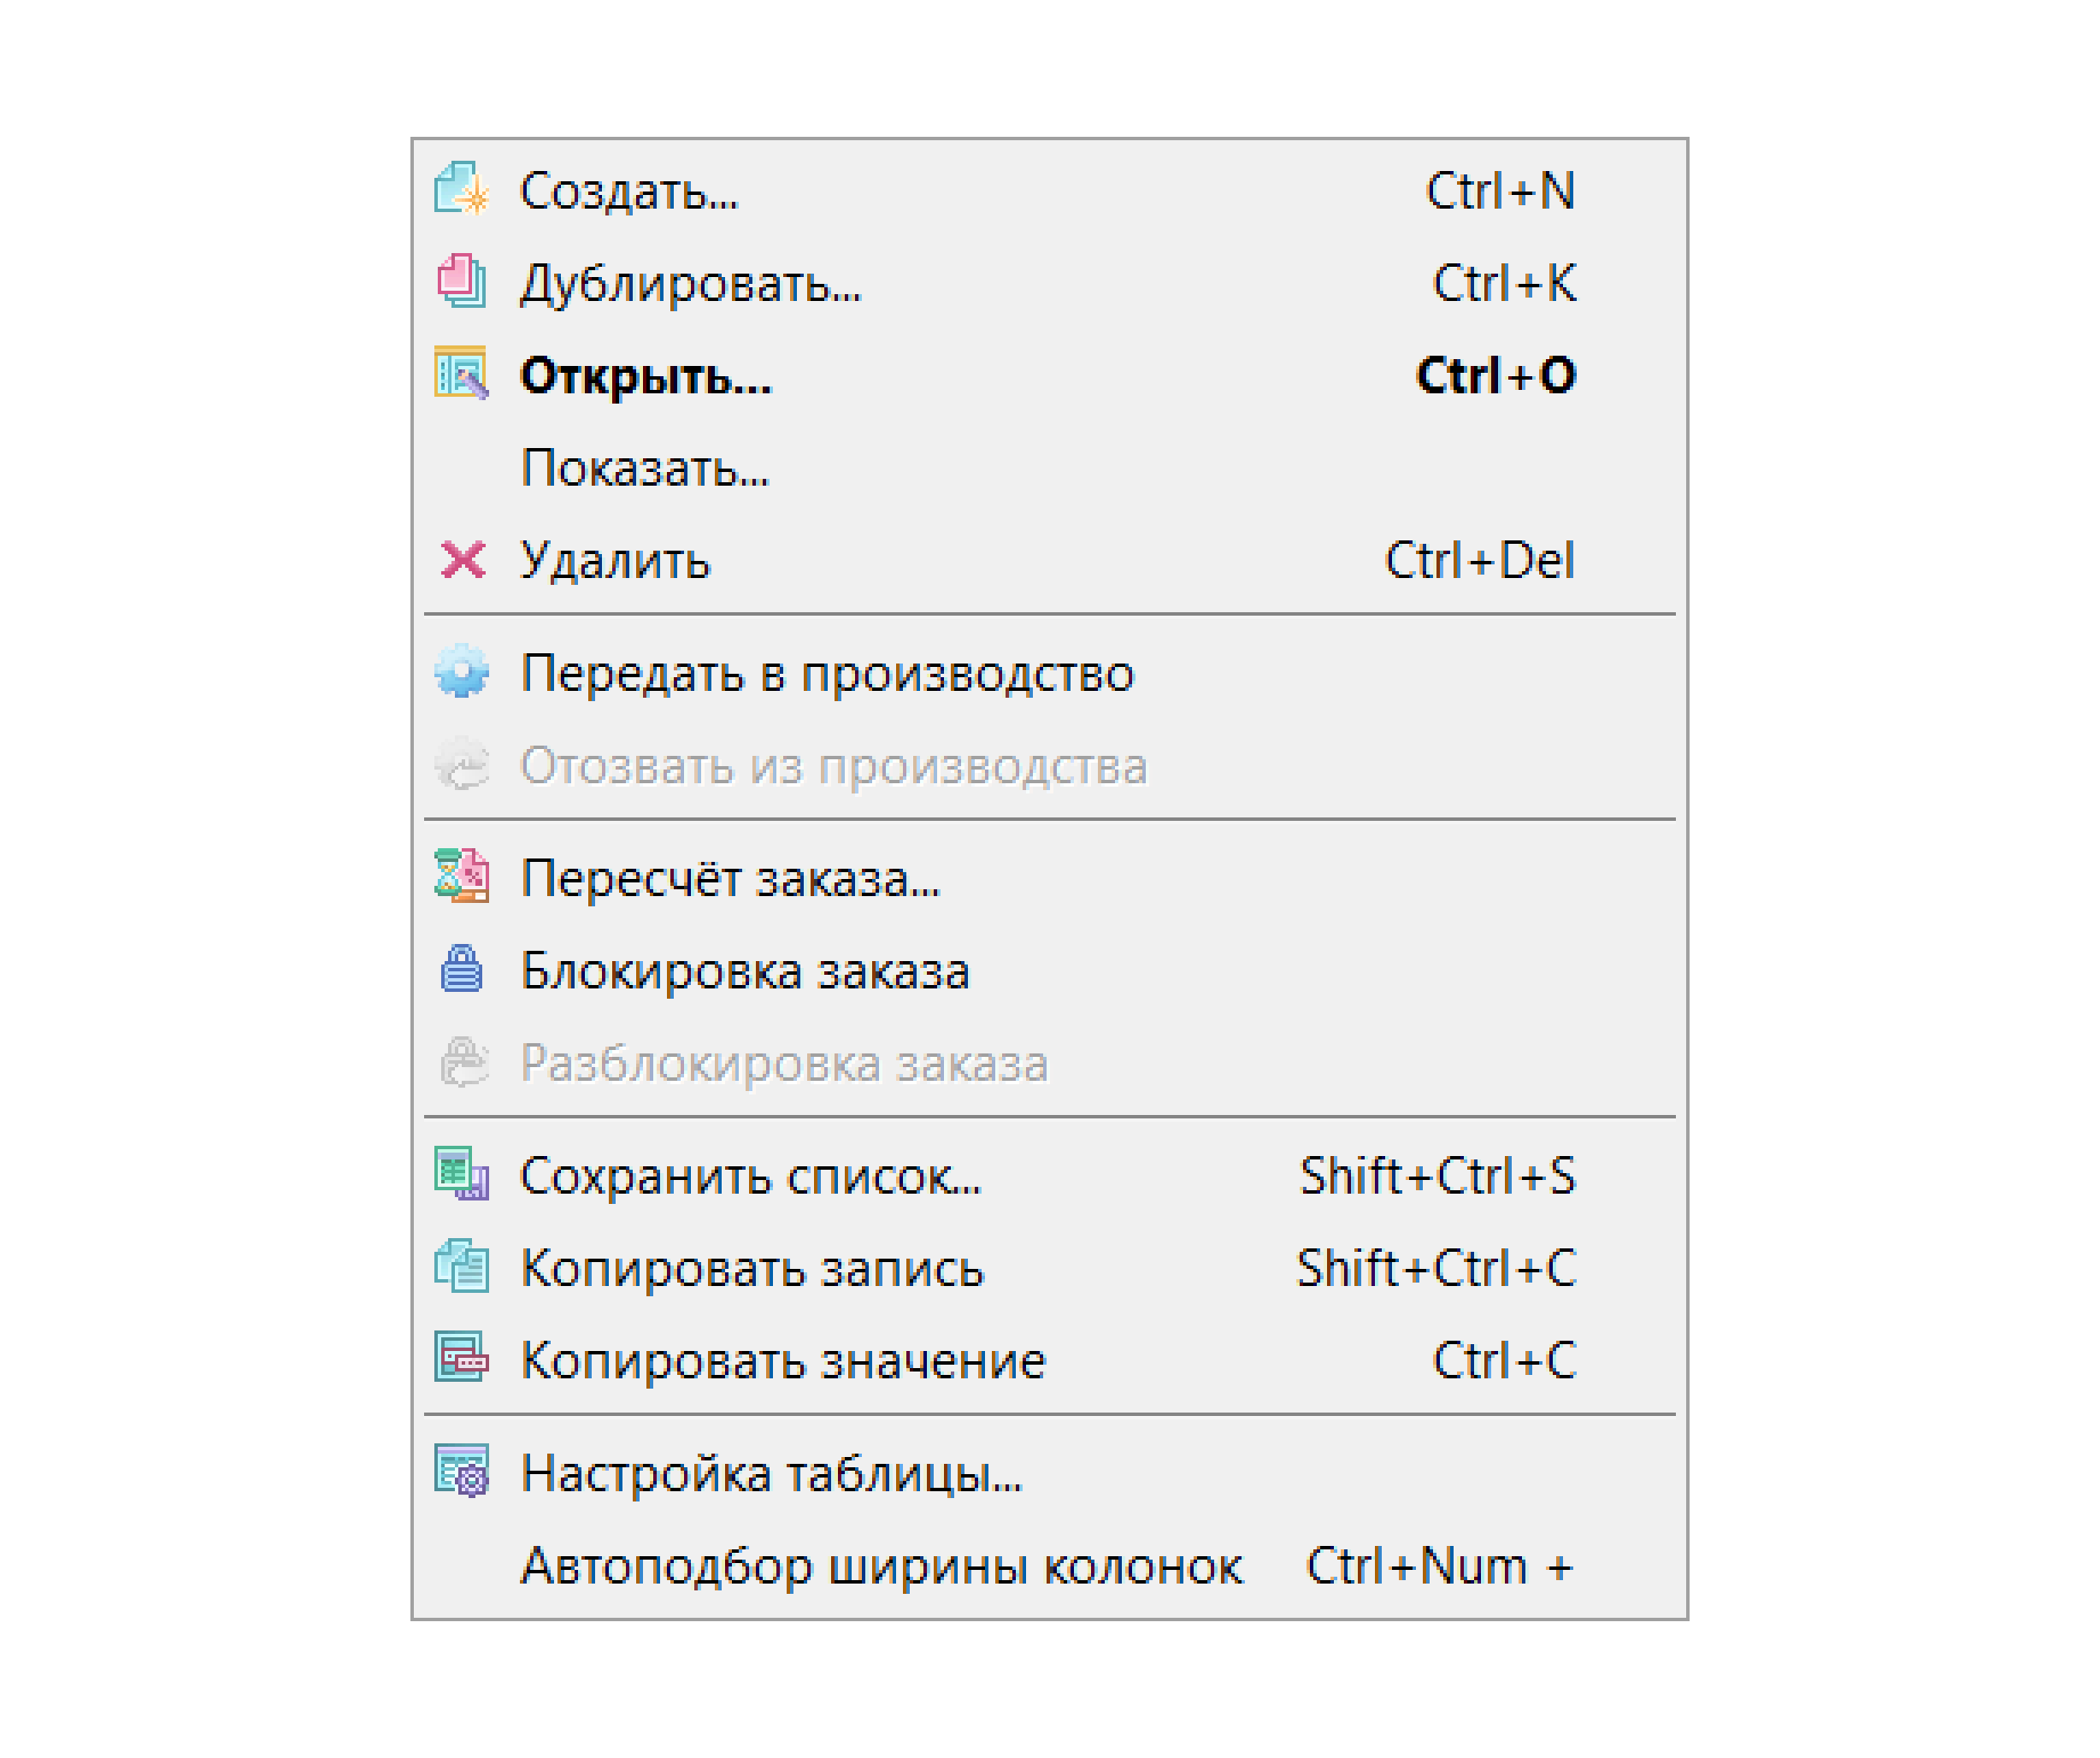 Создать... Ctrl+N
Дублировать... Ctrl+K
Открыть... Ctrl+O
Показать...
Удалить Ctrl+Del
Передать в производство
Отозвать из производства
Пересчёт заказа...
Блокировка заказа
Разблокировка заказа
Сохранить список... Shift+Ctrl+S
Копировать запись Shift+Ctrl+C
Копировать значение Ctrl+C
Настройка таблицы...
Автоподбор ширины колонок Ctrl+Num +